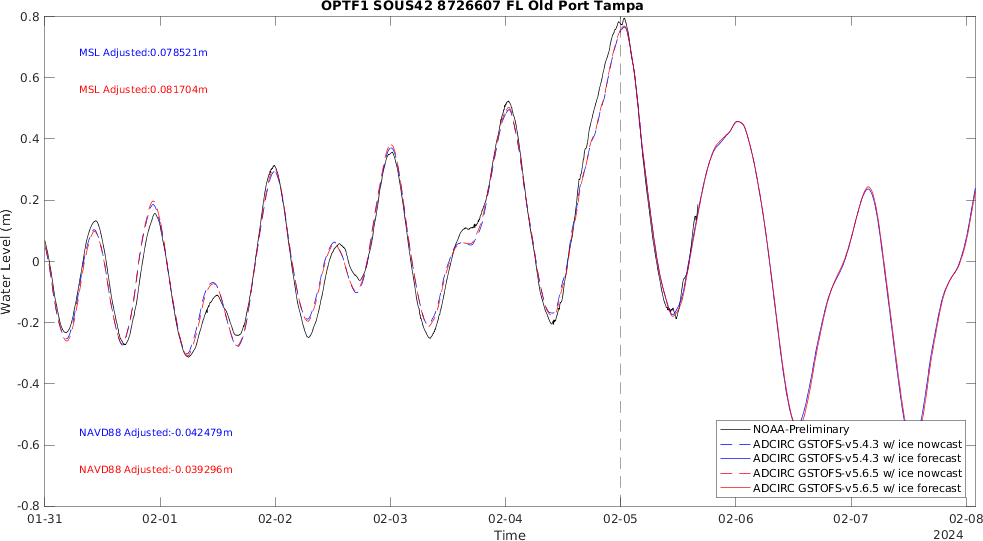 OPTF1 SOUS42 8726607 FL Old Port Tampa
MSL Adjusted:0.078521m
MSL Adjusted:0.081704m
NAVD88 Adjusted:-0.042479m
NAVD88 Adjusted:-0.039296m
Water Level (m)
0.8
0.6
0.4
0.2
0
-0.2
-0.4
-0.6
-0.8
NOAA-Preliminary
ADCIRC GSTOFS-v5.4.3 w/ ice nowcast
ADCIRC GSTOFS-v5.4.3 w/ ice forecast
ADCIRC GSTOFS-v5.6.5 w/ ice nowcast
ADCIRC GSTOFS-v5.6.5 w/ ice forecast
01-31 02-01 02-02 02-03 02-04 02-05 02-06 02-07 02-08
Time
2024